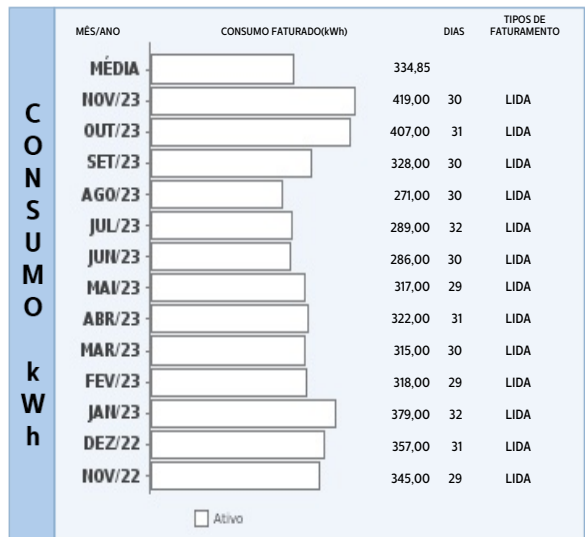 CONSUMO kWh
MÊS/ANO CONSUMO FATURADO(kWh) DIAS TIPOS DE FATURAMENTO
MÉDIA 334,85
NOV/23 419,00 30 LIDA
OUT/23 407,00 31 LIDA
SET/23 328,00 30 LIDA
AGO/23 271,00 30 LIDA
JUL/23 289,00 32 LIDA
JUN/23 286,00 30 LIDA
MAI/23 317,00 29 LIDA
ABR/23 322,00 31 LIDA
MAR/23 315,00 30 LIDA
FEV/23 318,00 29 LIDA
JAN/23 379,00 32 LIDA
DEZ/22 357,00 31 LIDA
NOV/22 345,00 29 LIDA
Ativo